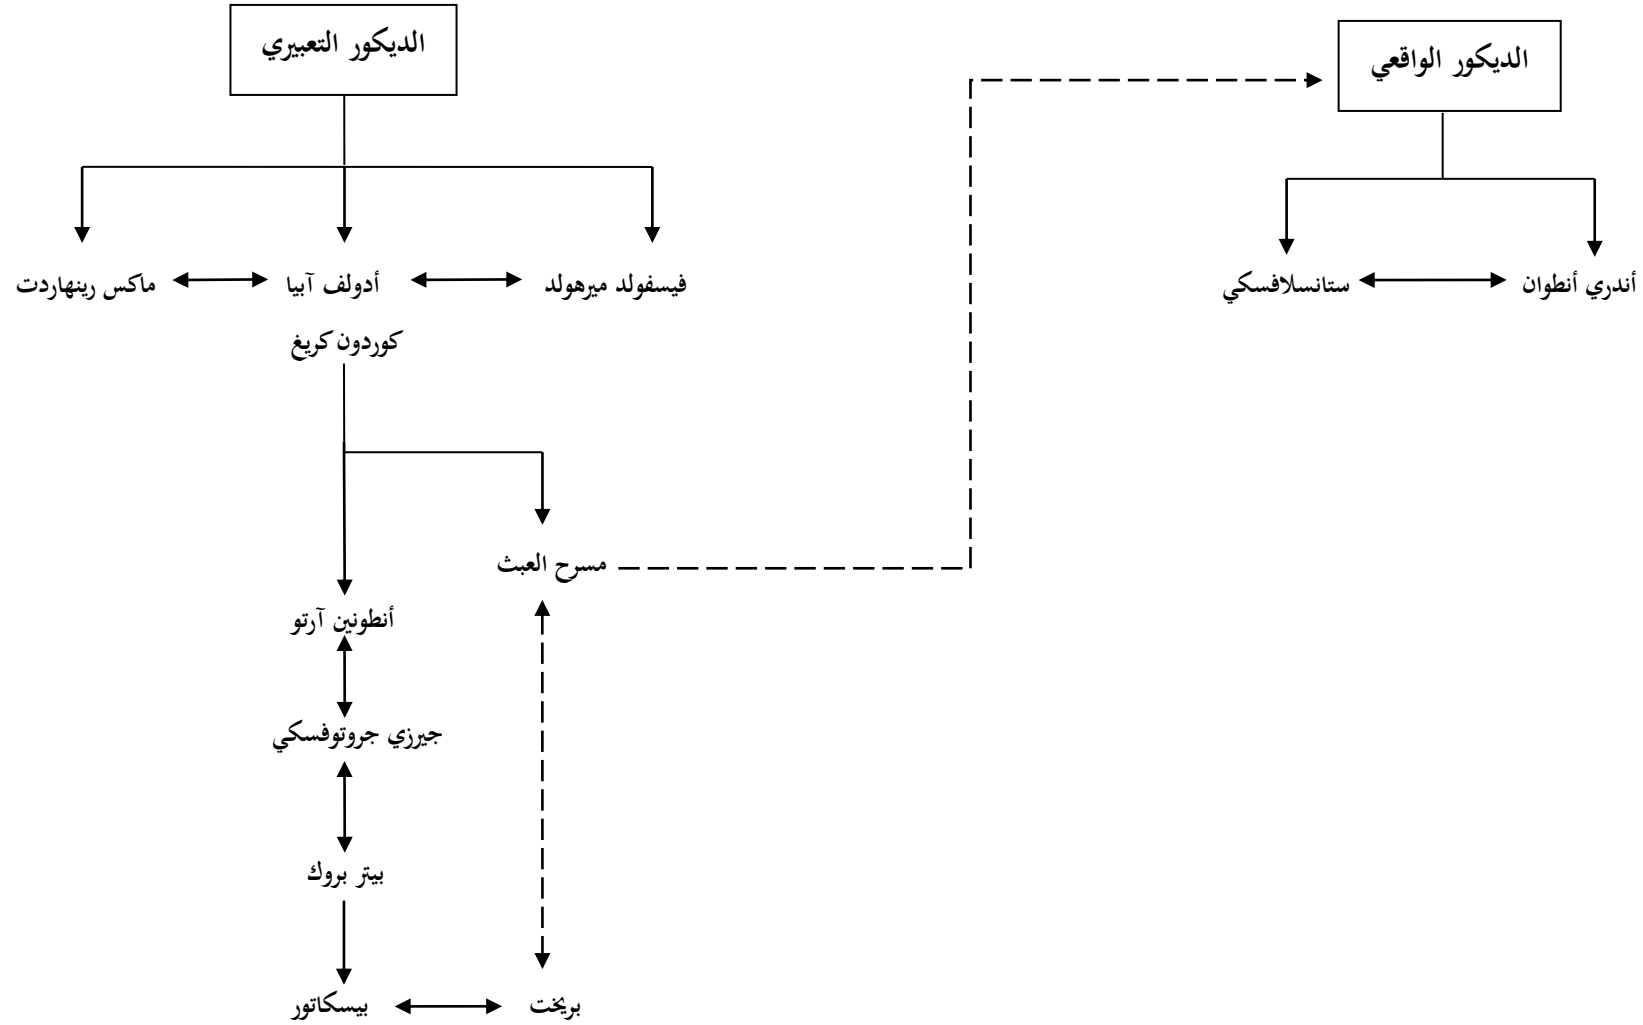 الديكور الواقعي
الديكور التعبيري
أندري أنطوان
ستانسلافسكي
فيسفولد ميرهولد
أدولف آبيا
ماكس رينهاردت
كوردون كريغ
مسرح العبث
أنطونين آرتو
جيرزي جروتوفسكي
بيتر بروك
بريخت
بيسكاتور